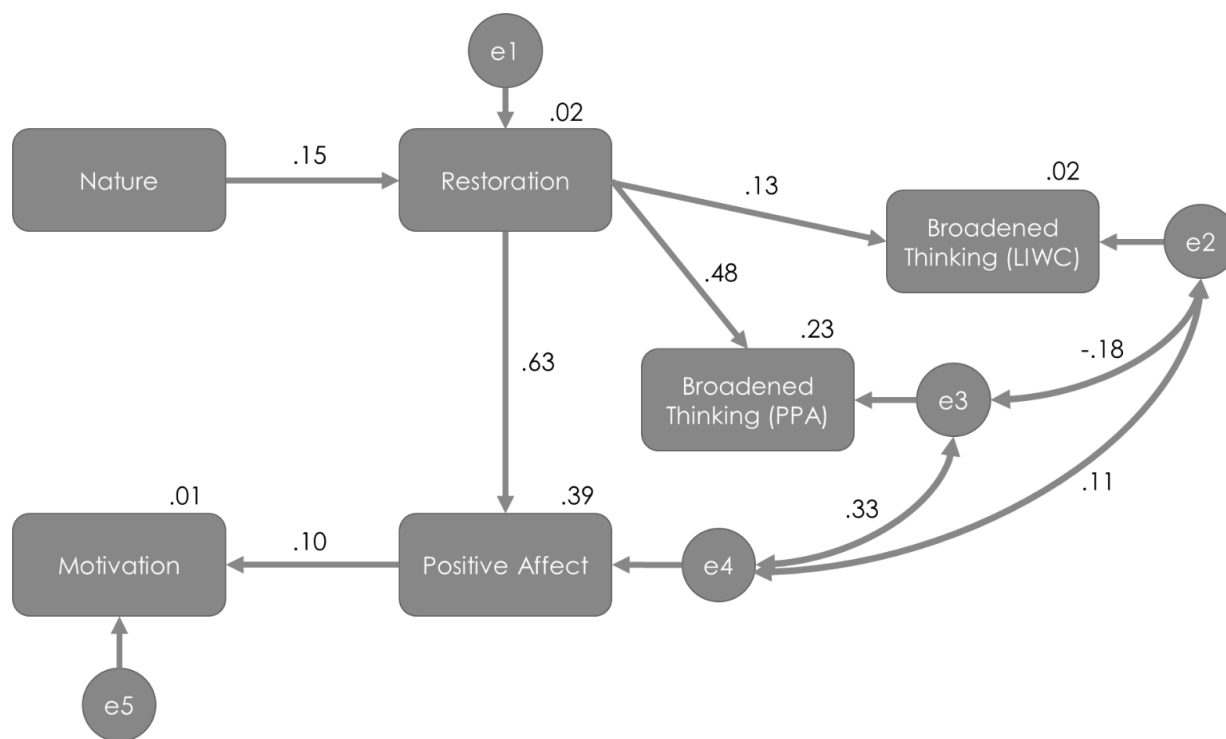 e1
.02
.15
Nature
Restoration
.13
.02
Broadened
Thinking (LIWC)
e2
.48
.23
-.18
.63
Broadened
Thinking (PPA)
e3
.11
.01
.39
.33
.10
Motivation
Positive Affect
e4
e5